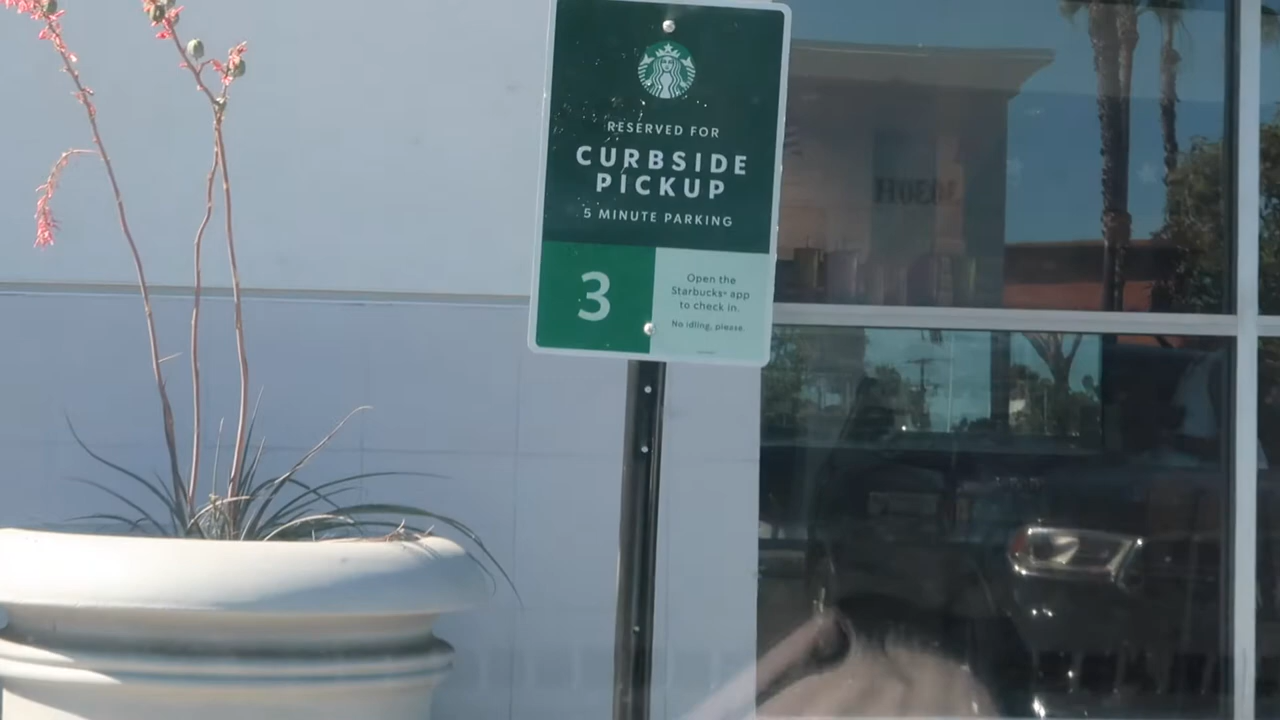 RESERVED FOR
CURBSIDE
PICKUP
5 MINUTE PARKING
3
Open the
Starbucks® app
to check in.
No idling, please.